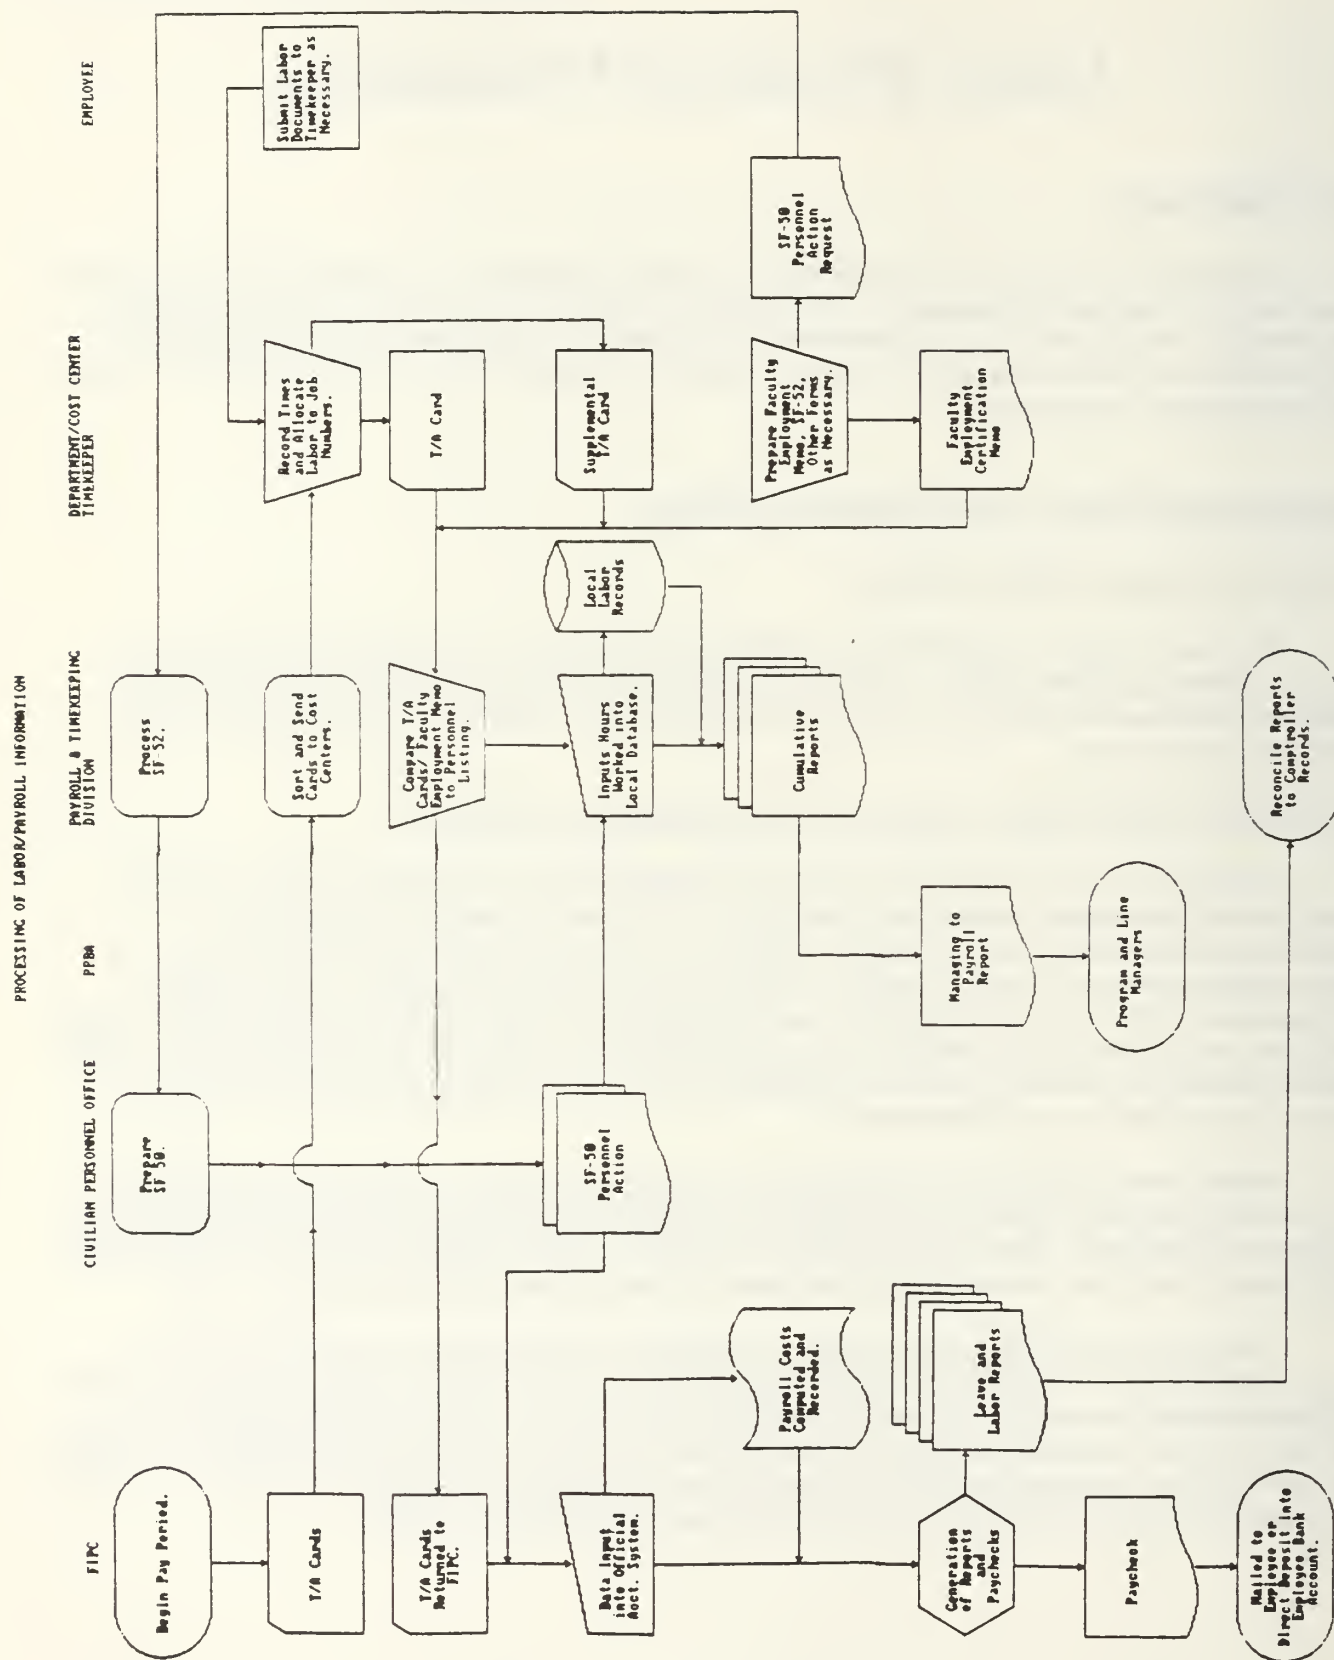 PROCESSING OF LABOR/PAYROLL INFORMATION
FIPC
CIVILIAN PERSONNEL OFFICE
PPBA
PAYROLL & TIMEKEEPING
DIVISION
DEPARTMENT/COST CENTER
TIMEKEEPER
EMPLOYEE
Begin Pay Period.
Prepare
SF 50.
Process
SF 52.
Submit Labor
Documents to
Timekeeper as
Necessary.
T/A Cards
Sort and Send
Cards to Cost
Centers.
Record Times
and Allocate
Labor to Job
Numbers.
T/A Cards
Returned to
FIPC.
Compare T/A
Cards/ Faculty
Employment Memo
to Personnel
Listing.
T/A Card
Data Input
into Official
Acct. System.
SF-50
Personnel
Action
Inputs Hours
Worked into
Local Database.
Local
Labor
Records
Supplemental
T/A Card
Payroll Costs
Computed and
Recorded.
Cumulative
Reports
Prepare Faculty
Employment
Memo, SF-52,
Other Forms
as Necessary.
SF-50
Personnel
Action
Request
Generation
of Reports
and
Paychecks
Leave and
Labor Reports
Managing to
Payroll
Report
Faculty
Employment
Certification
Memo
Paycheck
Program and Line
Managers
Mailed to
Employee or
Direct Deposit into
Employee Bank
Account.
Reconcile Reports
to Comptroller
Records.